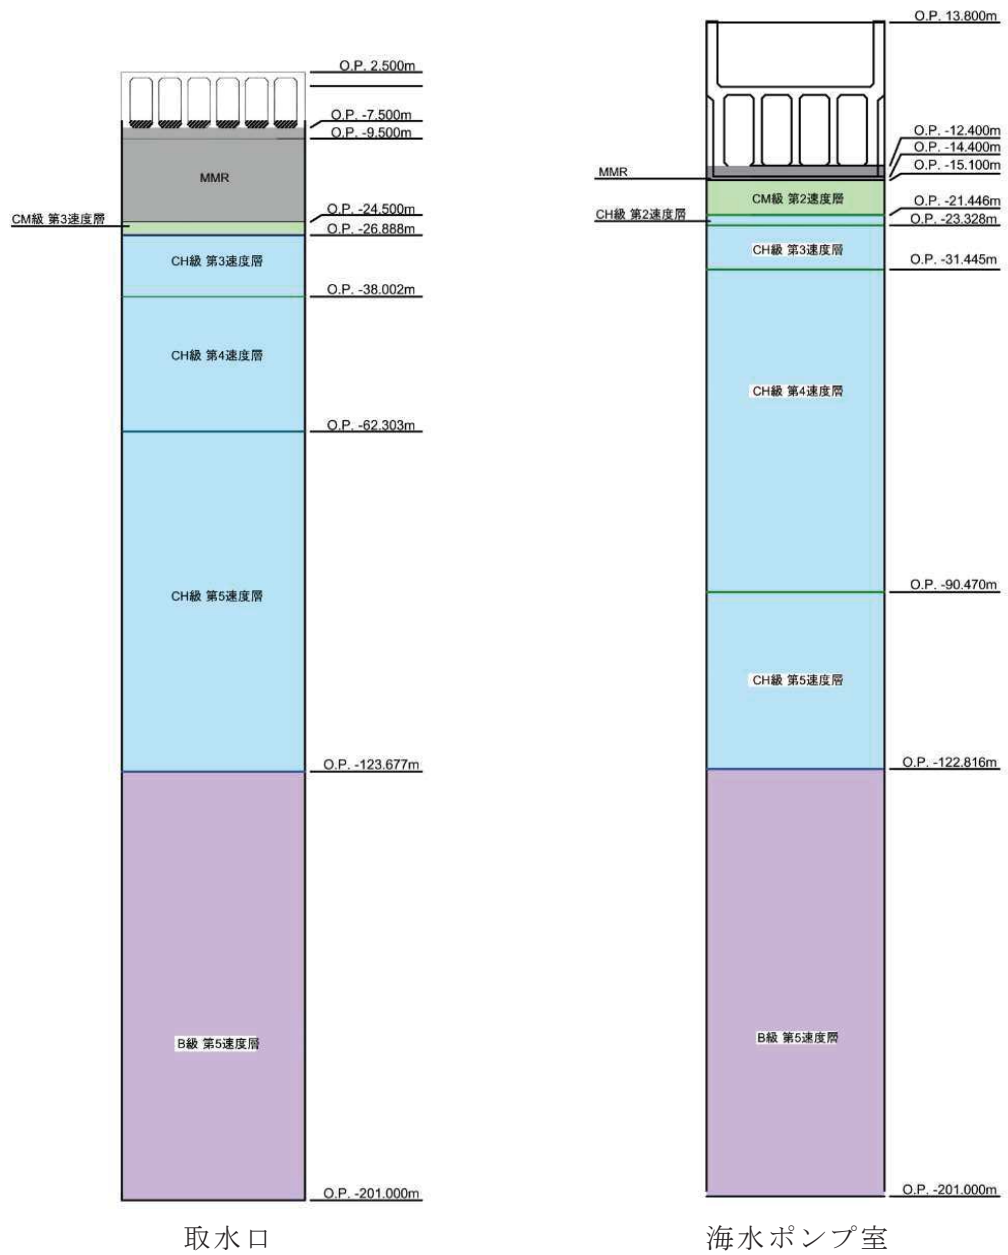 O.P. 2.500m
O.P. -7.500m
O.P. -9.500m
MMR
O.P. -24.500m
CM級 第3速度層
O.P. -26.888m
CH級 第3速度層
O.P. -38.002m
CH級 第4速度層
O.P. -62.303m
CH級 第5速度層
O.P. -123.677m
B級 第5速度層
O.P. -201.000m
取水口
O.P. 13.800m
O.P. -12.400m
O.P. -14.400m
O.P. -15.100m
MMR
CM級 第2速度層
O.P. -21.446m
CH級 第2速度層
O.P. -23.328m
CH級 第3速度層
O.P. -31.445m
CH級 第4速度層
O.P. -90.470m
CH級 第5速度層
O.P. -122.816m
B級 第5速度層
O.P. -201.000m
海水ポンプ室